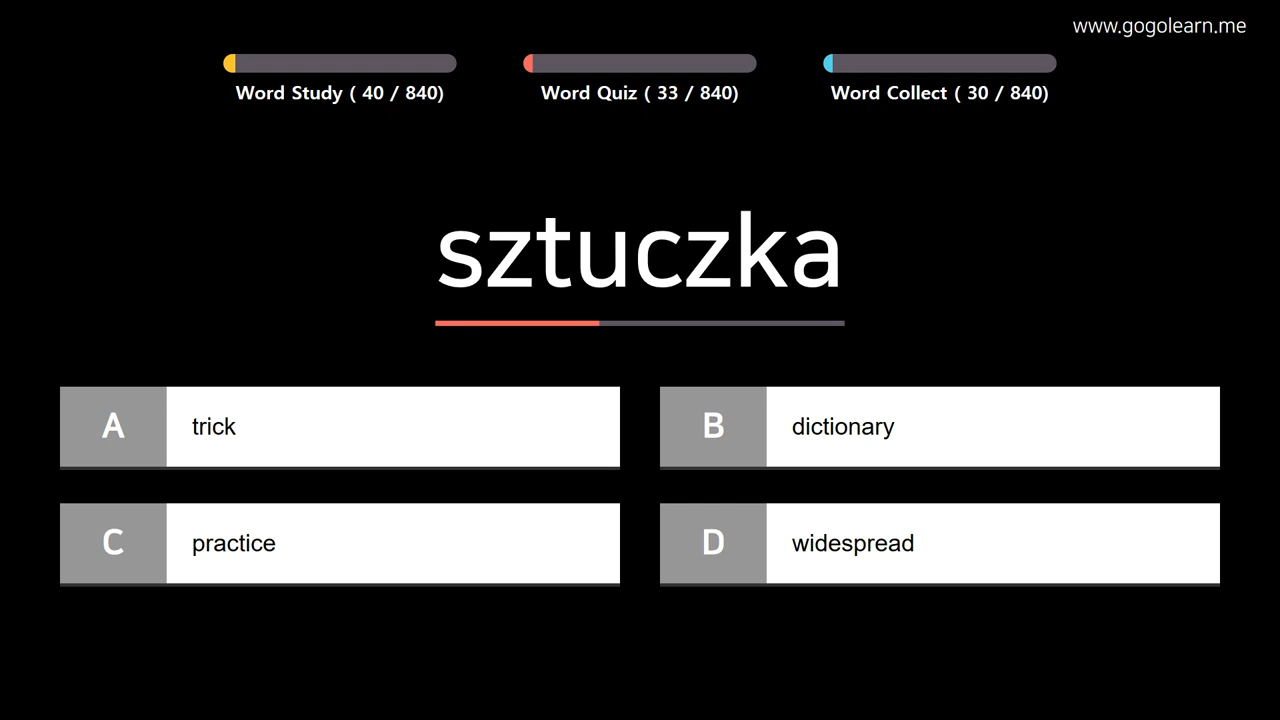 www.gogolearn.me
Word Study ( 40 / 840)
Word Quiz ( 33 / 840)
Word Collect ( 30 / 840)
sztuczka
A trick
B dictionary
C practice
D widespread